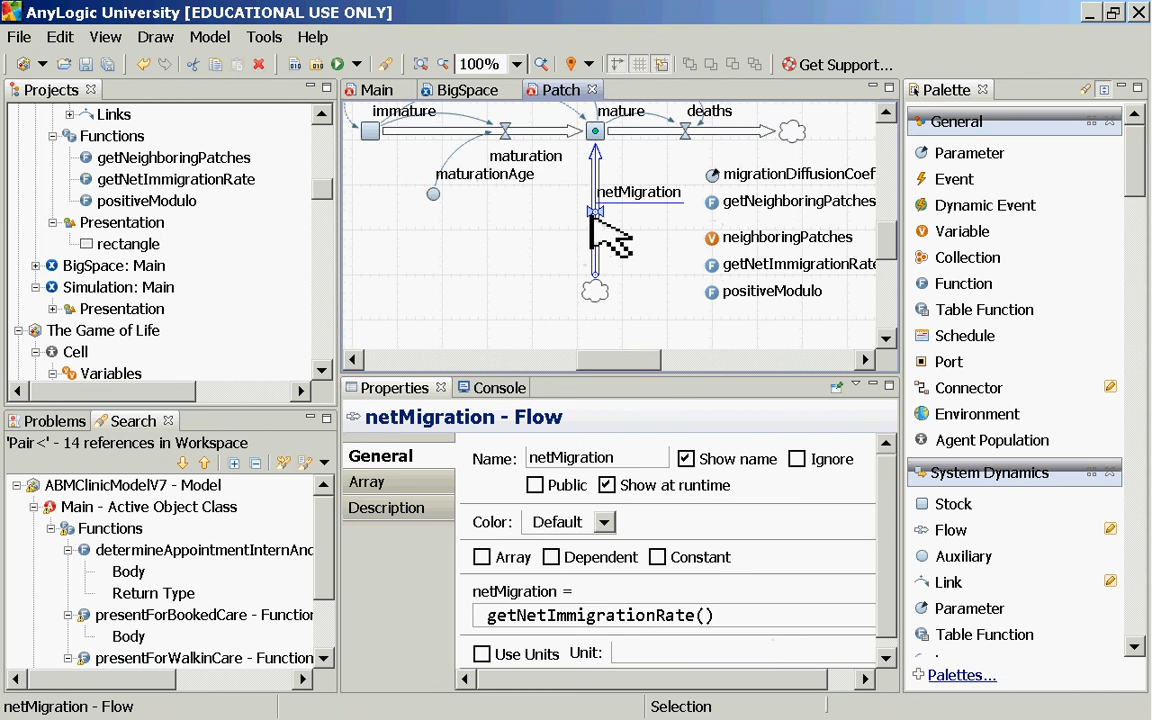 AnyLogic University [EDUCATIONAL USE ONLY]
File Edit View Draw Model Tools Help
100% Get Support...
Projects
Links
Functions
getNeighboringPatches
getNetImmigrationRate
positiveModulo
Presentation
rectangle
BigSpace: Main
Simulation: Main
Presentation
The Game of Life
Cell
Variables
Problems Search
'Pair<' - 14 references in Workspace
ABMClinicModelV7 - Model
Main - Active Object Class
Functions
determineAppointmentInternAnd
Body
Return Type
presentForBookedCare - Function
Body
presentForWalkinCare - Function
Main BigSpace Patch
immature mature deaths
maturation
maturationAge
netMigration
migrationDiffusionCoef
getNeighboringPatches
neighboringPatches
getNetImmigrationRate
positiveModulo
Properties Console
netMigration - Flow
General
Array
Description
Name: netMigration Show name Ignore
Public Show at runtime
Color: Default
Array Dependent Constant
netMigration =
getNetImmigrationRate()
Use Units Unit:
Palette
General
Parameter
Event
Dynamic Event
Variable
Collection
Function
Table Function
Schedule
Port
Connector
Environment
Agent Population
System Dynamics
Stock
Flow
Auxiliary
Link
Parameter
Table Function
Palettes...
netMigration - Flow Selection